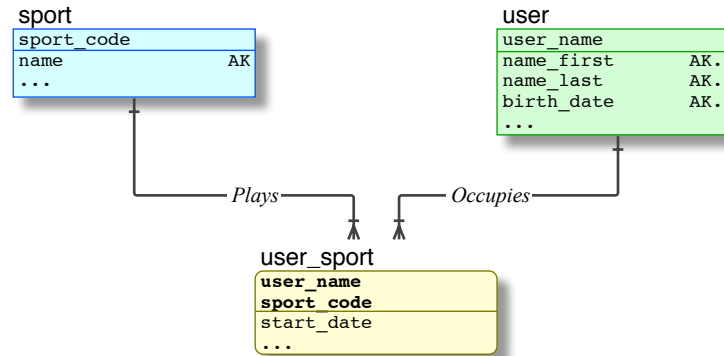 sport
sport_code
name AK
...
user
user_name
name_first AK.
name_last AK.
birth_date AK.
...
Plays
Occupies
user_sport
user_name
sport_code
start_date
...